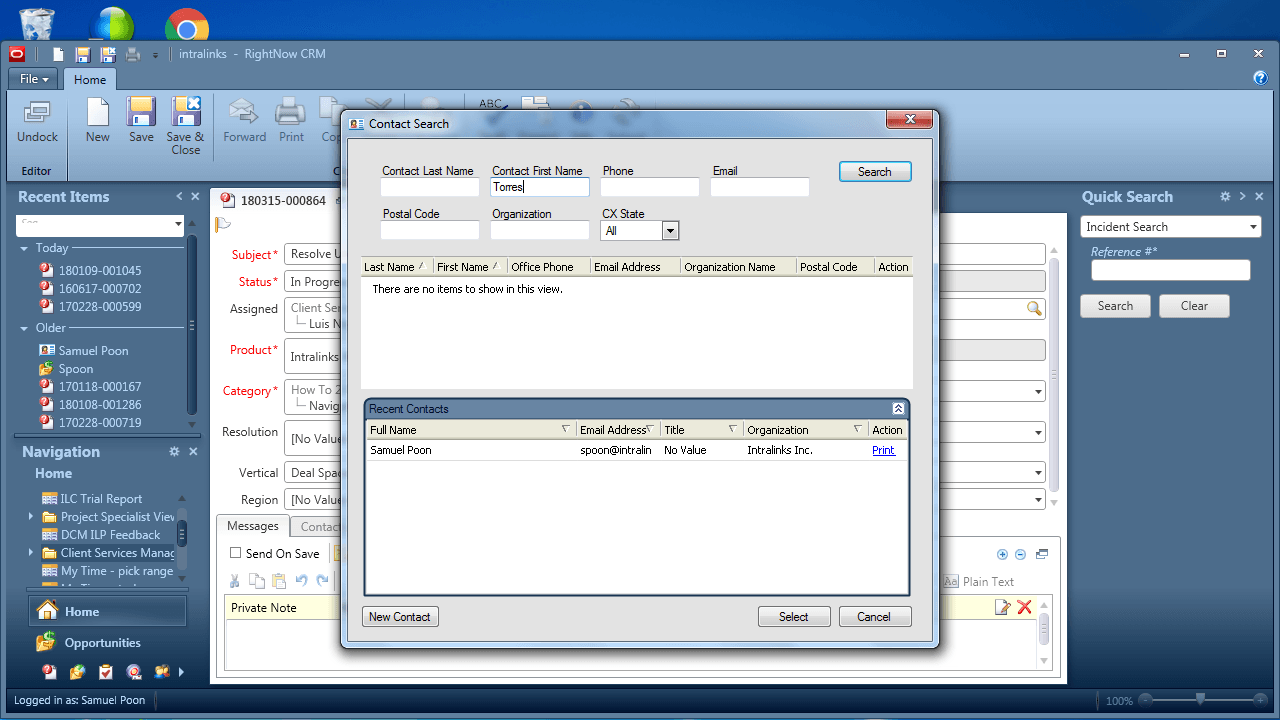 intralinks - RightNow CRM
File
Home
Undock
New
Save
Save & Close
Forward
Print
Editor
Recent Items
Today
180109-001045
160617-000702
170228-000599
Older
Samuel Poon
Spoon
170118-000167
180108-001286
170228-000719
Navigation
Home
ILC Trial Report
Project Specialist View
DCM ILP Feedback
Client Services Manag
My Time - pick range
Home
Opportunities
Logged in as: Samuel Poon
180315-000864
Subject *
Resolve U
Status *
In Progre
Assigned
Client Ser
Luis N
Product *
Intralinks
Category *
How To 2
Navig
Resolution
[No Value
Vertical
Deal Spac
Region
[No Value
Messages
Contac
Send On Save
Plain Text
Private Note
Contact Search
Contact Last Name
Contact First Name
Phone
Email
Search
Torres
Postal Code
Organization
CX State
All
Last Name
First Name
Office Phone
Email Address
Organization Name
Postal Code
Action
There are no items to show in this view.
Recent Contacts
Full Name
Email Address
Title
Organization
Action
Samuel Poon
spoon@intralin
No Value
Intralinks Inc.
Print
New Contact
Select
Cancel
Quick Search
Incident Search
Reference #*
Search
Clear
100%